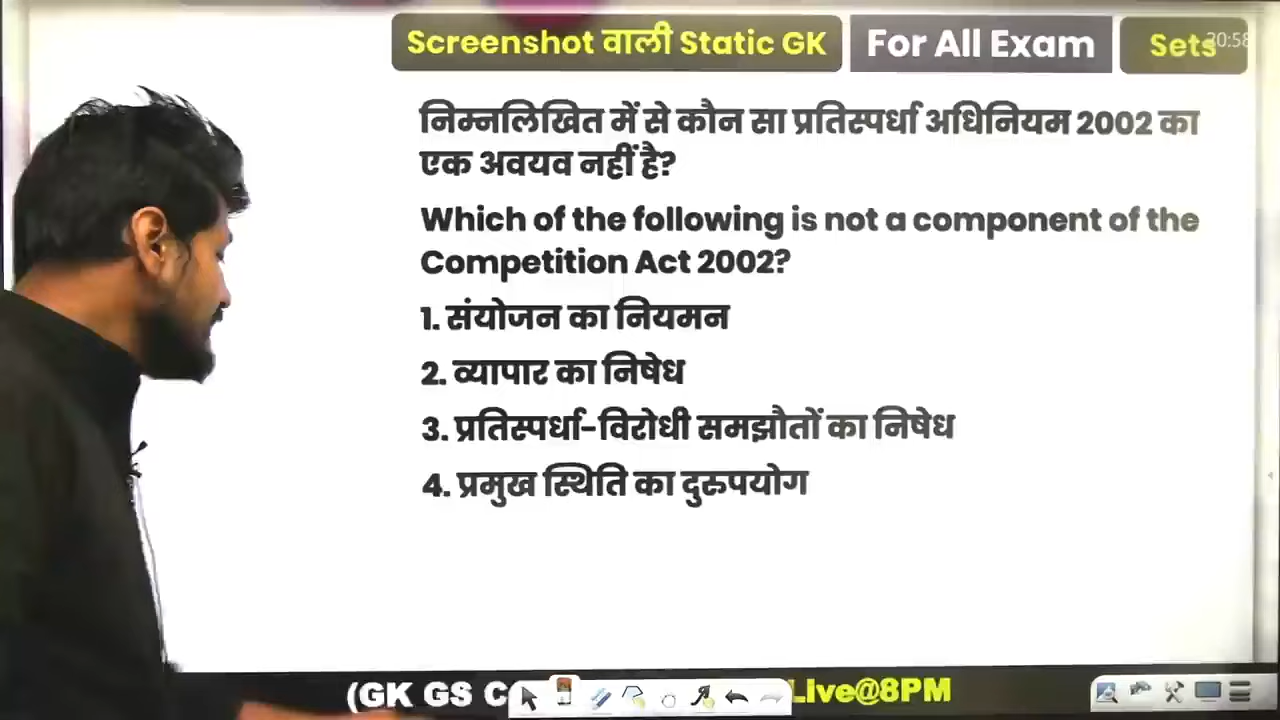 Screenshot वाली Static GK
For All Exam
Sets
20:58
निम्नलिखित में से कौन सा प्रतिस्पर्धा अधिनियम 2002 का
एक अवयव नहीं है?
Which of the following is not a component of the
Competition Act 2002?
1. संयोजन का नियमन
2. व्यापार का निषेध
3. प्रतिस्पर्धा-विरोधी समझौतों का निषेध
4. प्रमुख स्थिति का दुरुपयोग
(GK GS
Live@8PM